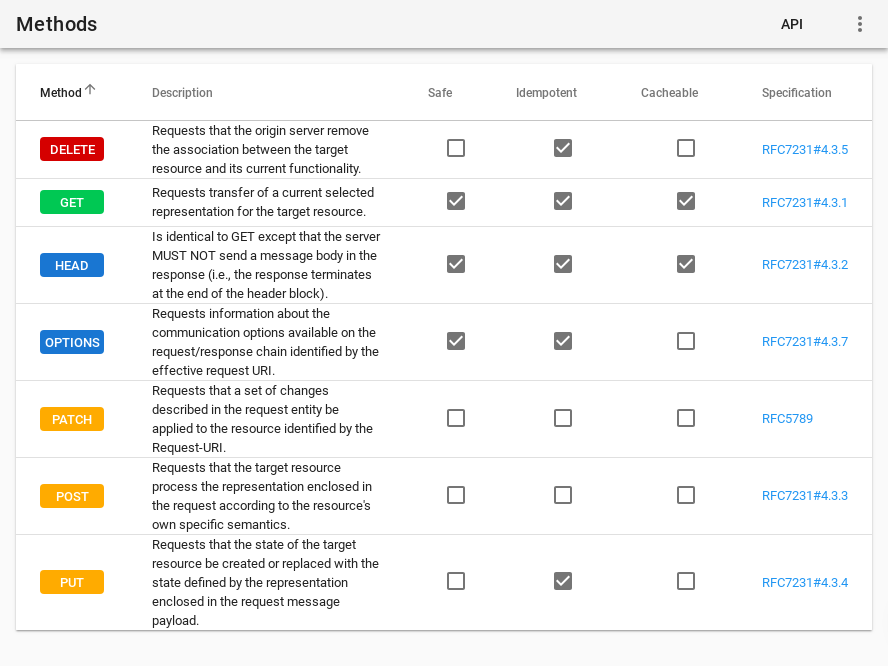 Methods
API
Method
Description
Safe
Idempotent
Cacheable
Specification
DELETE
Requests that the origin server remove
the association between the target
resource and its current functionality.
RFC7231#4.3.5
GET
Requests transfer of a current selected
representation for the target resource.
RFC7231#4.3.1
HEAD
Is identical to GET except that the server
MUST NOT send a message body in the
response (i.e., the response terminates
at the end of the header block).
RFC7231#4.3.2
OPTIONS
Requests information about the
communication options available on the
request/response chain identified by the
effective request URI.
RFC7231#4.3.7
PATCH
Requests that a set of changes
described in the request entity be
applied to the resource identified by the
Request-URI.
RFC5789
POST
Requests that the target resource
process the representation enclosed in
the request according to the resource's
own specific semantics.
RFC7231#4.3.3
PUT
Requests that the state of the target
resource be created or replaced with the
state defined by the representation
enclosed in the request message
payload.
RFC7231#4.3.4